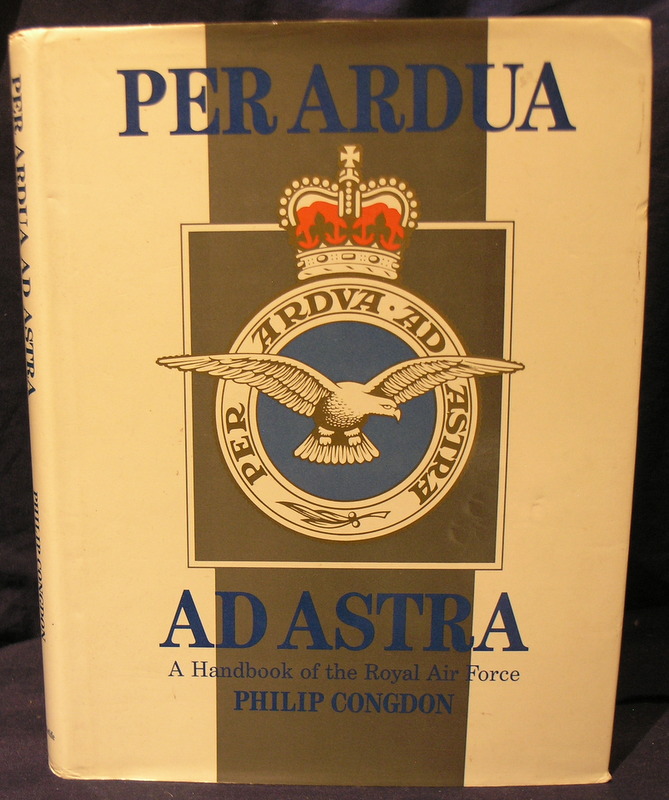 PER ARDUA
PER ARDVA · AD ASTRA
AD ASTRA
A Handbook of the Royal Air Force
PHILIP CONGDON
PER ARDUA AD ASTRA
PHILIP CONGDON